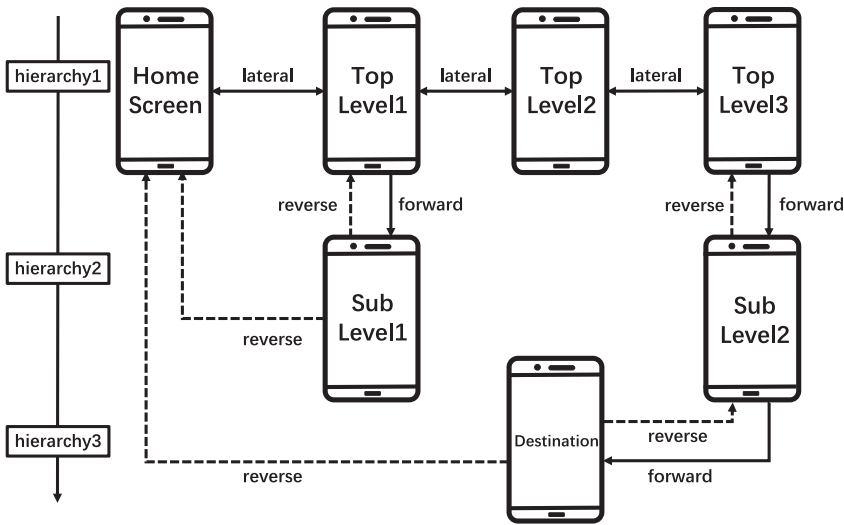 hierarchy1
Home
Screen
lateral
Top
Level1
lateral
Top
Level2
lateral
Top
Level3
reverse
forward
reverse
forward
hierarchy2
Sub
Level1
Sub
Level2
reverse
hierarchy3
Destination
reverse
reverse
forward